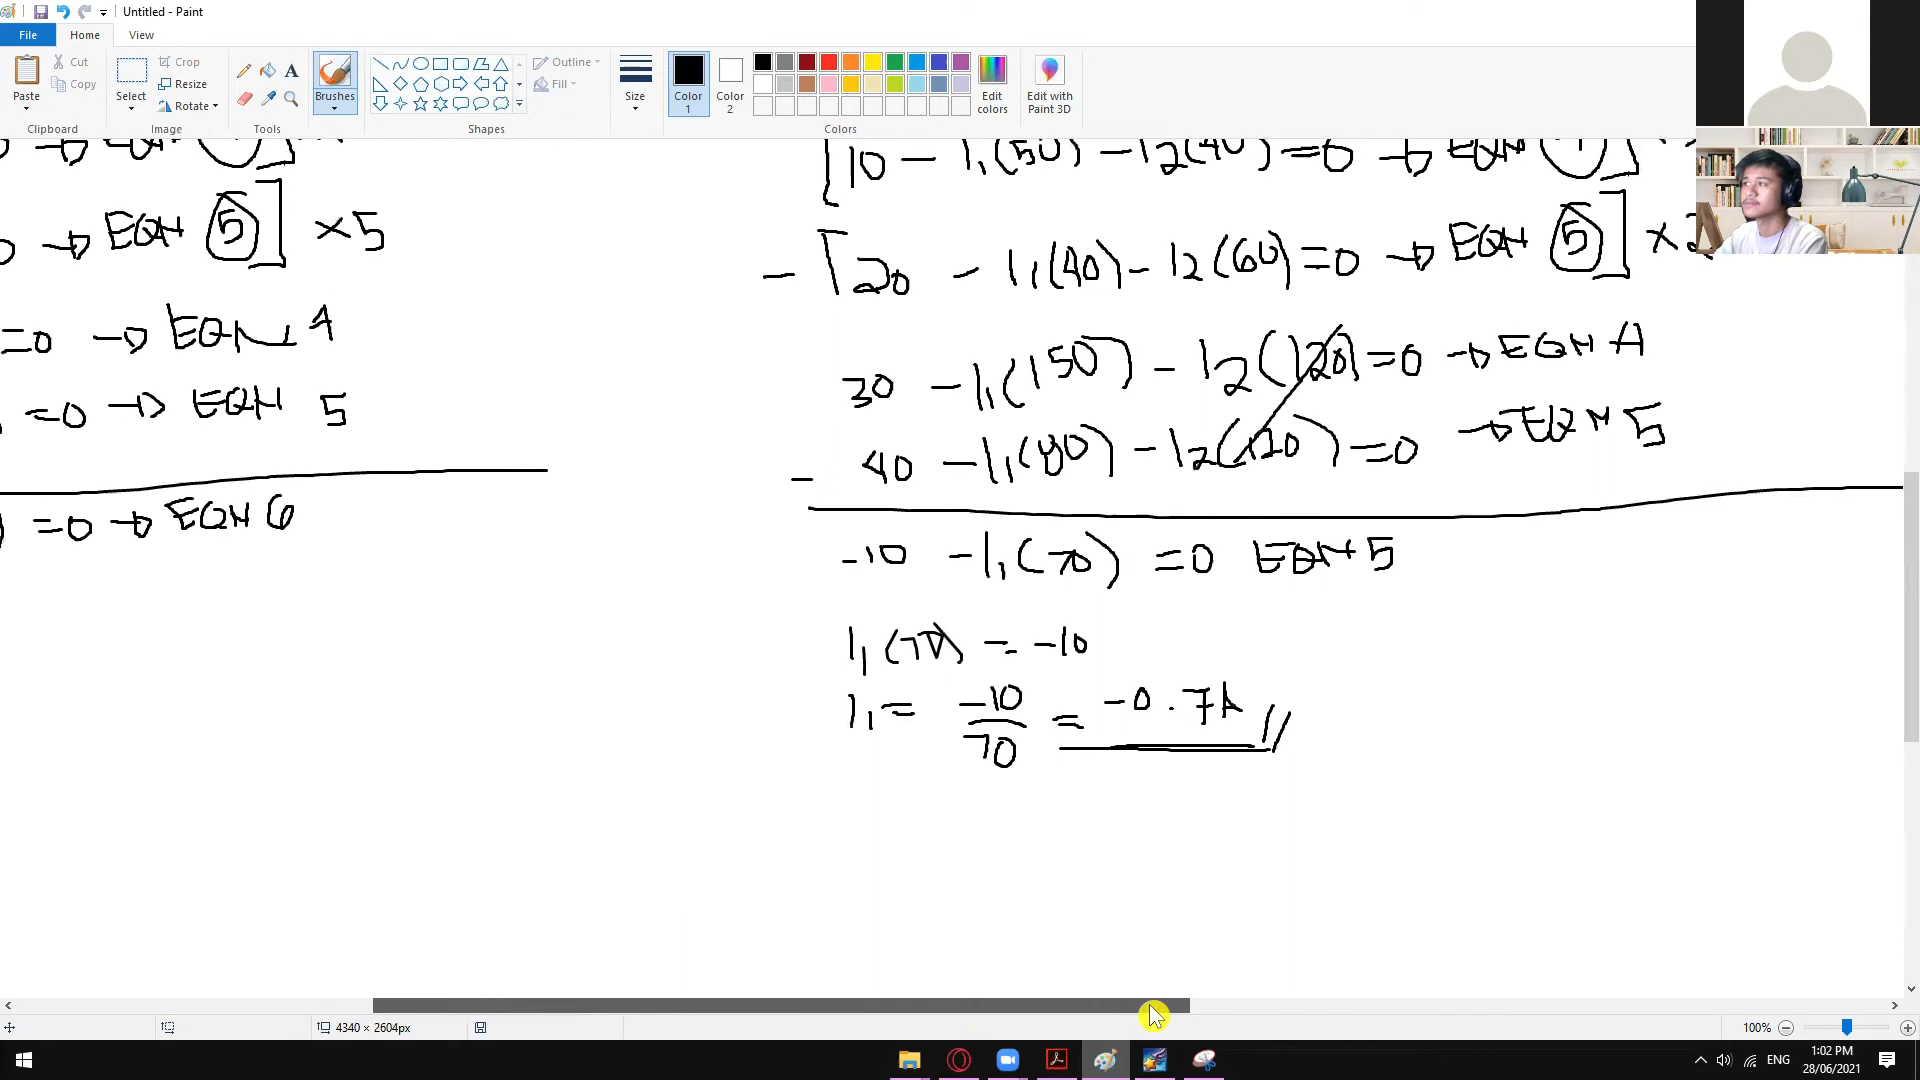 Untitled - Paint
File Home View
Paste
Cut
Copy
Clipboard
Select
Crop
Resize
Rotate
Image
Tools
Brushes
Shapes
Outline
Fill
Size
Color 1
Color 2
Edit colors
Edit with Paint 3D
Colors
→ EQN 5 ] ×5
=0 → EQN 4
=0 → EQN 5
=0 → EQN 6
[10 - I1(50) - I2(40) =0 → EQN 4 ]
- [20 - I1(40) - I2(60) =0 → EQN 5 ] ×2
30 - I1(150) - I2(120) =0 → EQN 4
- 40 - I1(80) - I2(120) =0 → EQN 5
-10 - I1(70) =0 EQN 5
I1(70) = -10
I1 = -10/70 = -0.7A //
4340 × 2604px
100%
ENG
1:02 PM
28/06/2021